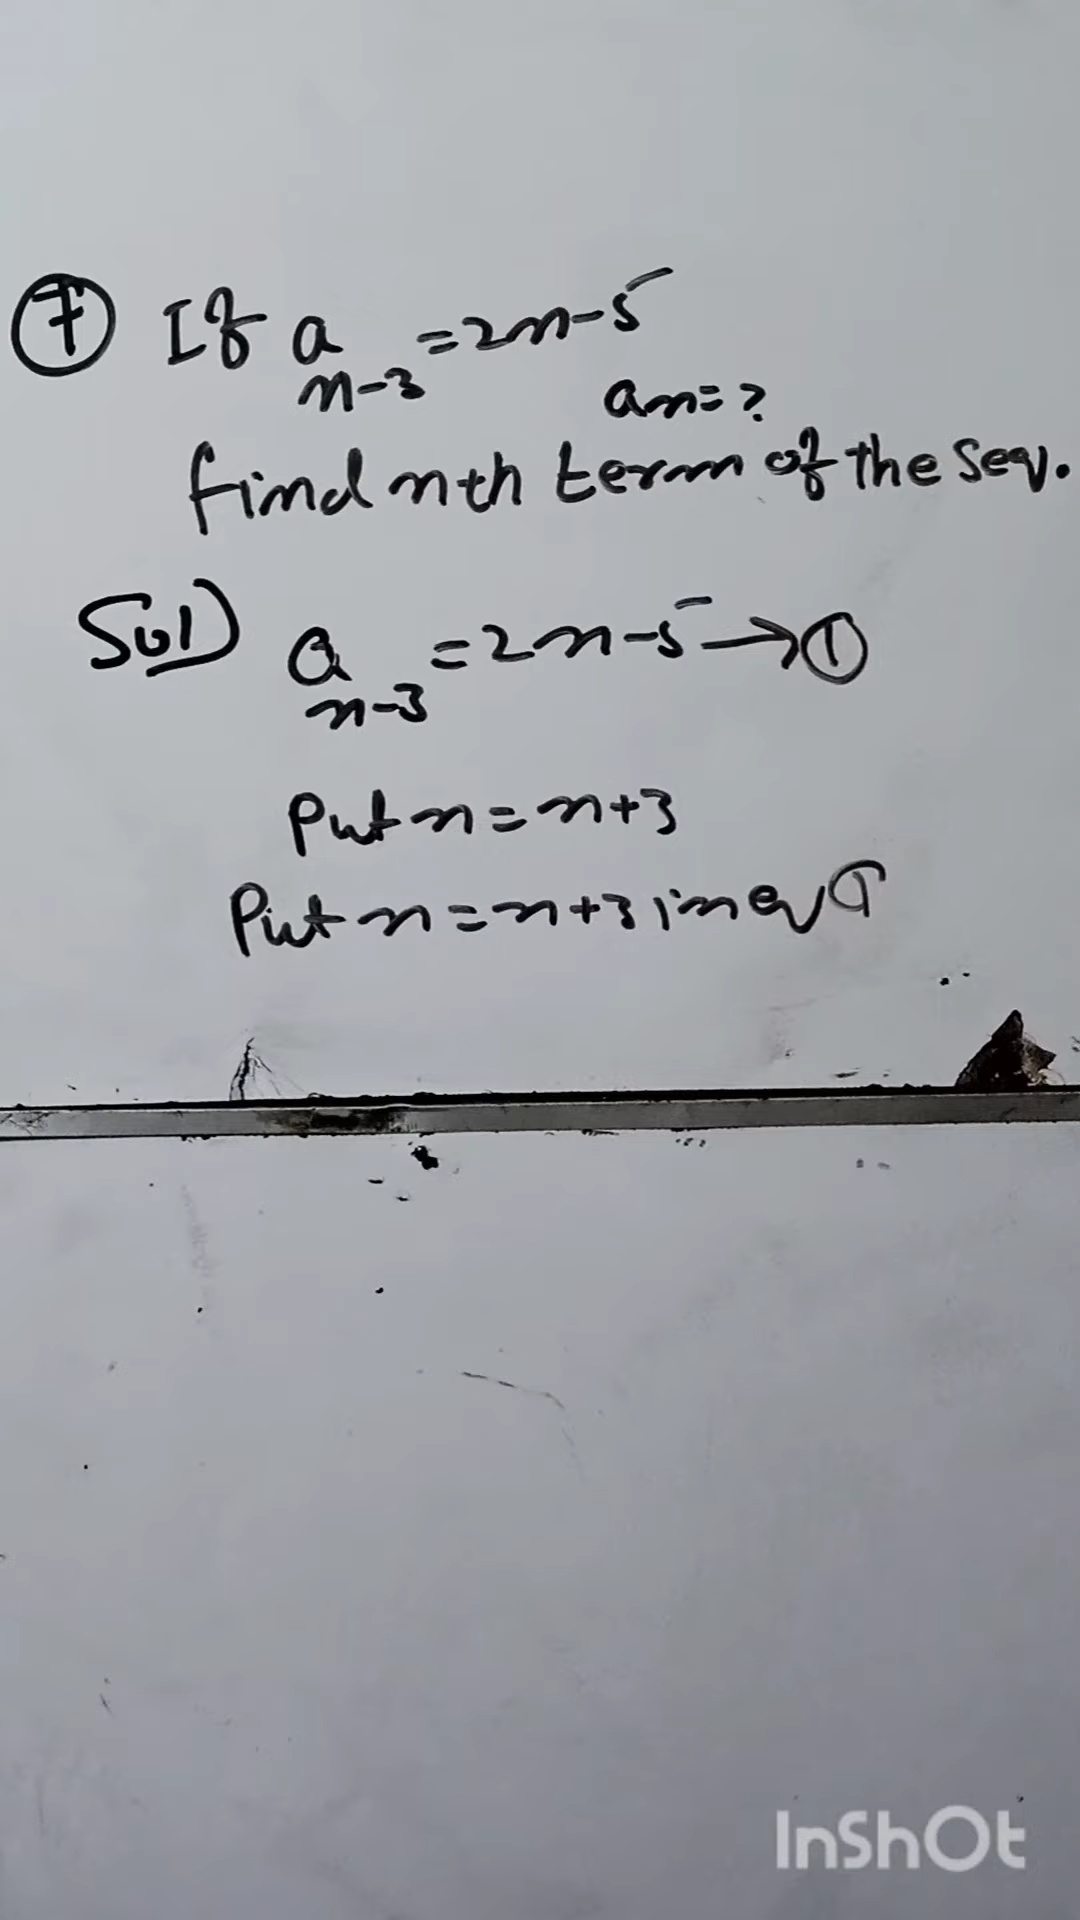 ⑦ If a_{n-3} = 2n-5
an=?
find nth term of the seq.
Sol) a_{n-3} = 2n-5 → ①
Put n = n+3
Put n = n+3 in eq ①
InShOt